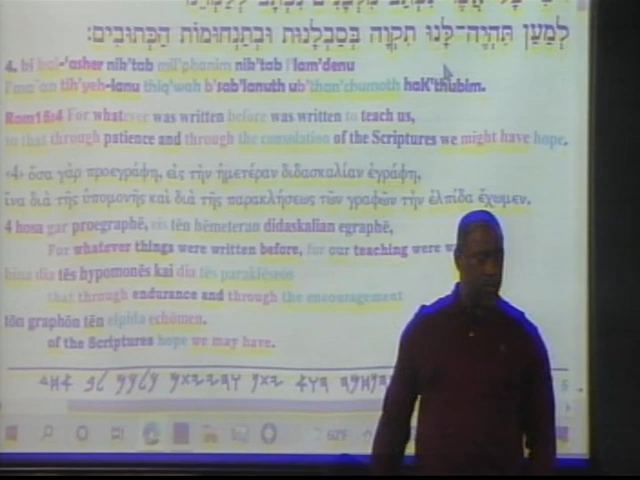 לְמַעַן תִּהְיֶה־לָּנוּ תִקְוָה בְּסַבְלָנוּת וּבְתַנְחוּמוֹת הַכְּתוּבִים:
4. ki kal-'asher nik'tab mil'phanim nik'tab l'lam'denu
l'ma'an tih'yeh-lanu thiq'wah b'sab'lanuth ub'than'chumoth haK'thubim.
Rom15:4 For whatever was written before was written to teach us,
so that through patience and through the consolation of the Scriptures we might have hope.
‹4› ὅσα γὰρ προεγράφη, εἰς τὴν ἡμετέραν διδασκαλίαν ἐγράφη,
ἵνα διὰ τῆς ὑπομονῆς καὶ διὰ τῆς παρακλήσεως τῶν γραφῶν τὴν ἐλπίδα ἔχωμεν.
4 hosa gar proegraphē, eis tēn hēmeteran didaskalian egraphē,
For whatever things were written before, for our teaching were w
hina dia tēs hypomonēs kai dia tēs paraklēseōs
that through endurance and through the encouragement
tōn graphōn tēn elpida echōmen.
of the Scriptures hope we may have.
62°F